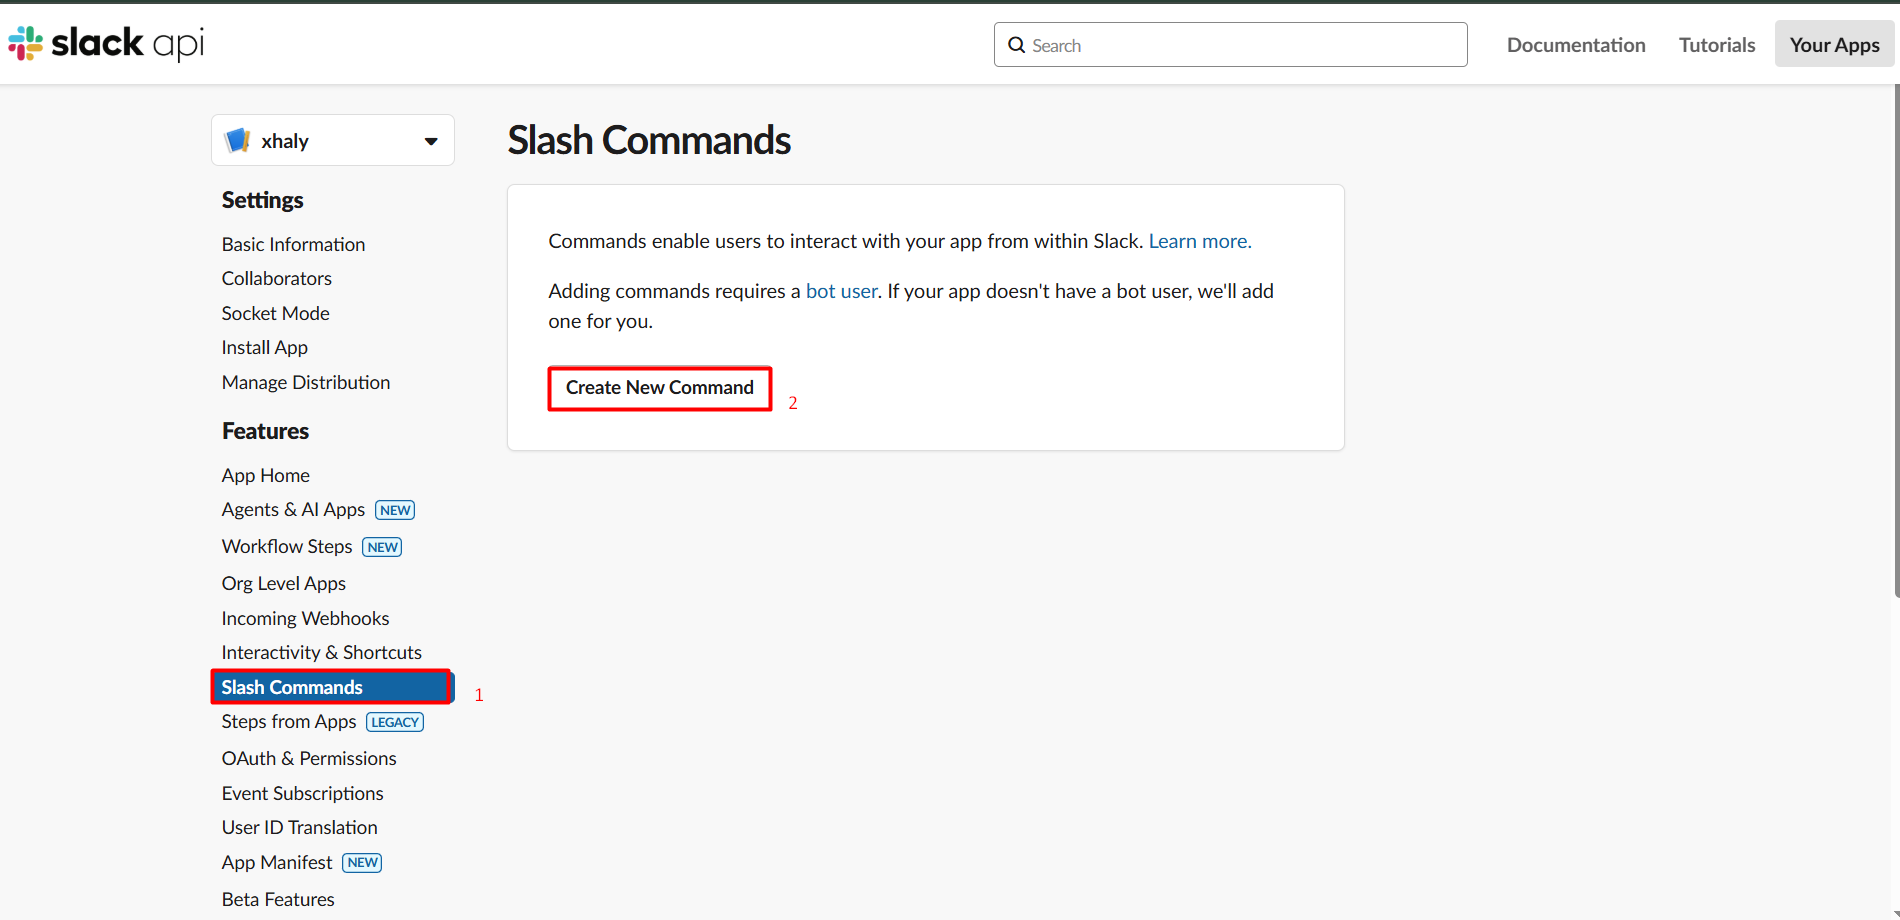 slack api
Search
Documentation
Tutorials
Your Apps
xhaly
Settings
Basic Information
Collaborators
Socket Mode
Install App
Manage Distribution
Features
App Home
Agents & AI Apps NEW
Workflow Steps NEW
Org Level Apps
Incoming Webhooks
Interactivity & Shortcuts
Slash Commands 1
Steps from Apps LEGACY
OAuth & Permissions
Event Subscriptions
User ID Translation
App Manifest NEW
Beta Features
Slash Commands
Commands enable users to interact with your app from within Slack. Learn more.
Adding commands requires a bot user. If your app doesn't have a bot user, we'll add
one for you.
Create New Command 2